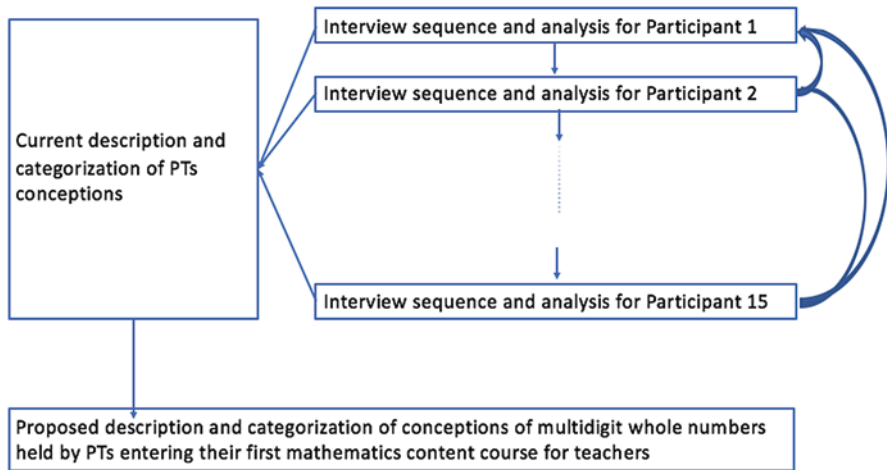 Interview sequence and analysis for Participant 1
Interview sequence and analysis for Participant 2
Current description and
categorization of PTs
conceptions
Interview sequence and analysis for Participant 15
Proposed description and categorization of conceptions of multidigit whole numbers
held by PTs entering their first mathematics content course for teachers